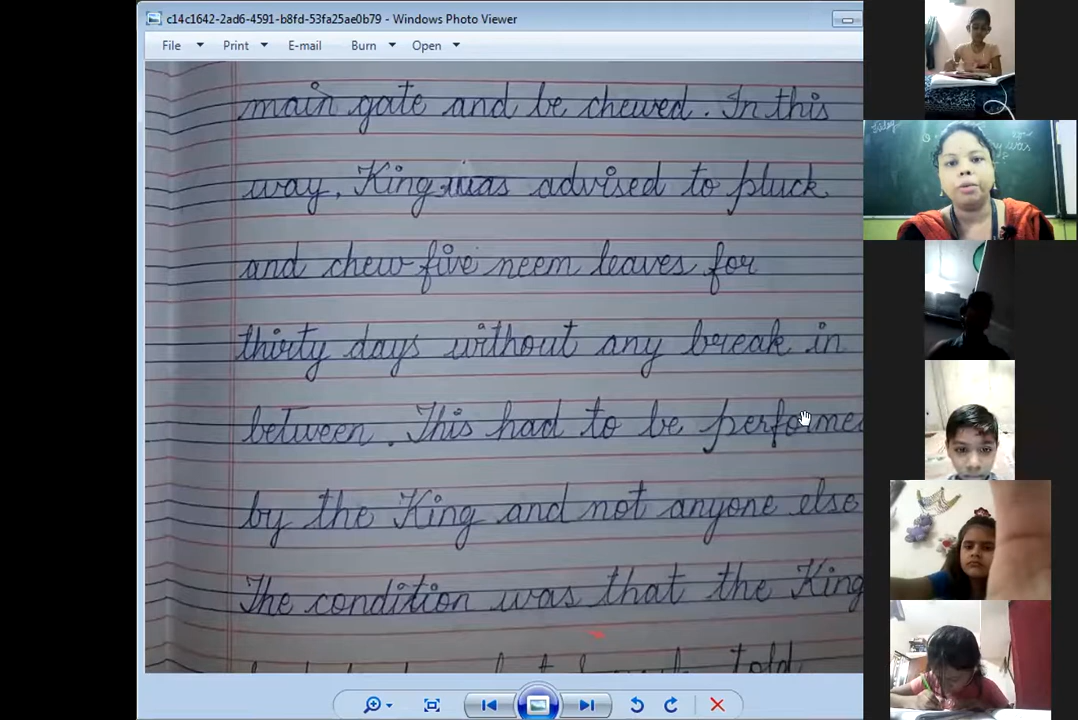 c14c1642-2ad6-4591-b8fd-53fa25ae0b79 - Windows Photo Viewer
File Print E-mail Burn Open
main gate and be chewed. In this
way, King was advised to pluck
and chew five neem leaves for
thirty days without any break in
between. This had to be performe
by the King and not anyone else
The condition was that the King
told